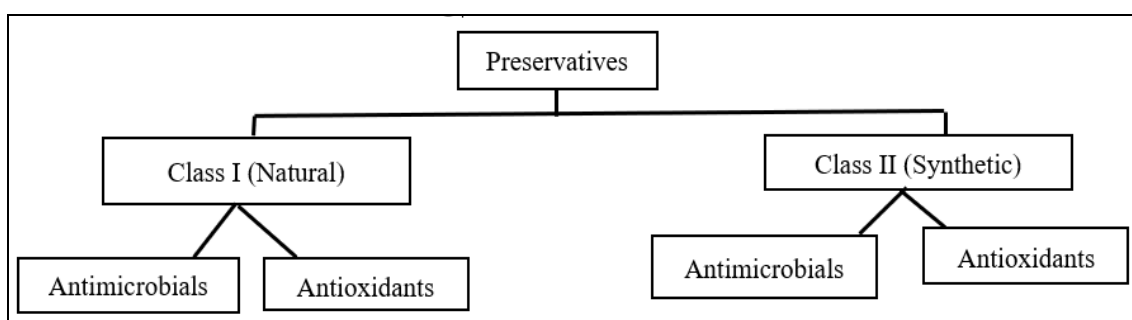 Preservatives
Class I (Natural)
Class II (Synthetic)
Antimicrobials
Antioxidants
Antimicrobials
Antioxidants